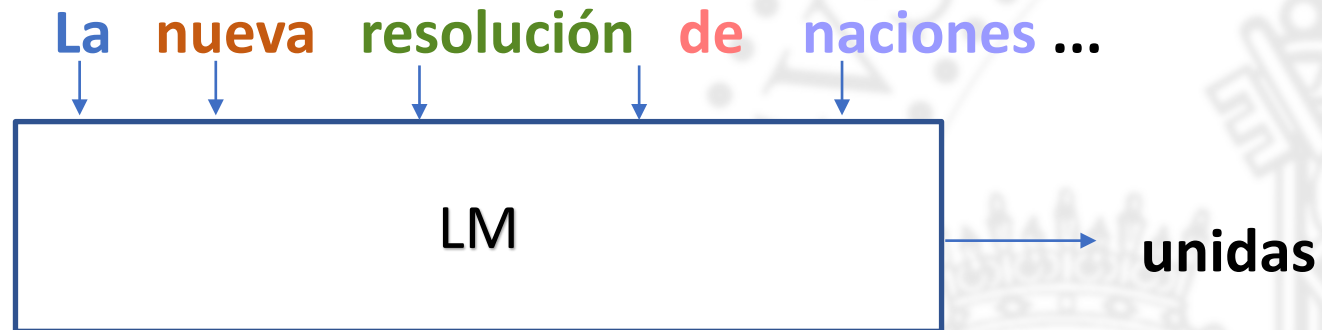 La nueva resolución de naciones ...
LM
unidas